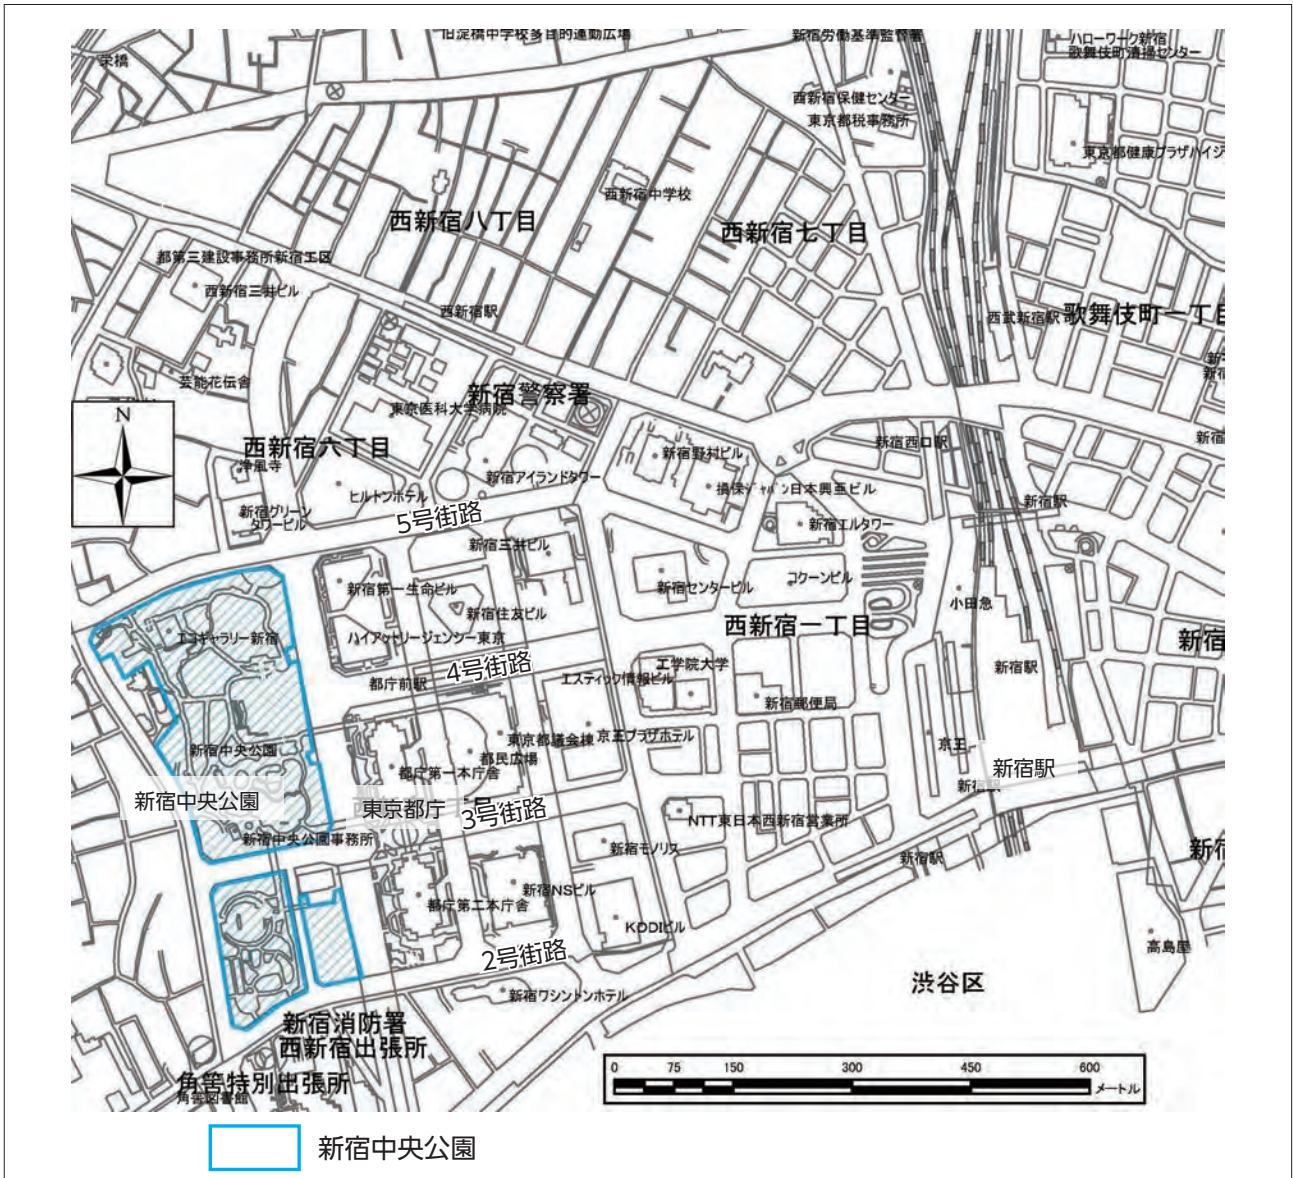 旧淀橋中学校多目的運動広場
新宿労働基準監督署
ハローワーク新宿
歌舞伎町清掃センター
栄橋
西新宿保健センター
東京都税事務所
東京都健康プラザハイジ
西新宿中学校
西新宿八丁目
西新宿七丁目
都第三建設事務所新宿工区
西新宿三井ビル
西新宿駅
西武新宿駅
歌舞伎町一丁目
芸能花伝舎
新宿警察署
東京医科大学病院
N
西新宿六丁目
新宿西口駅
新宿
浄風寺
新宿野村ビル
新宿アイランドタワー
損保ジャパン日本興亜ビル
ヒルトンホテル
新宿グリーン
タワービル
5号街路
新宿駅
新宿エルタワー
新宿三井ビル
新宿第一生命ビル
新宿センタービル
コクーンビル
小田急
新宿住友ビル
西新宿一丁目
エコギャラリー新宿
ハイアットリージェンシー東京
新宿
4号街路
工学院大学
新宿駅
都庁前駅
エスティック情報ビル
新宿郵便局
新宿中央公園
東京都議会棟
京王プラザホテル
京王
都民広場
都庁第一本庁舎
新宿駅
新宿駅
新宿中央公園
東京都庁
3号街路
NTT東日本西新宿営業所
新宿中央公園事務所
新宿モノリス
新宿駅
新宿NSビル
都庁第二本庁舎
KDDIビル
2号街路
高島屋
渋谷区
新宿ワシントンホテル
新宿消防署
西新宿出張所
角筈特別出張所
角筈図書館
0 75 150 300 450 600
メートル
新宿中央公園